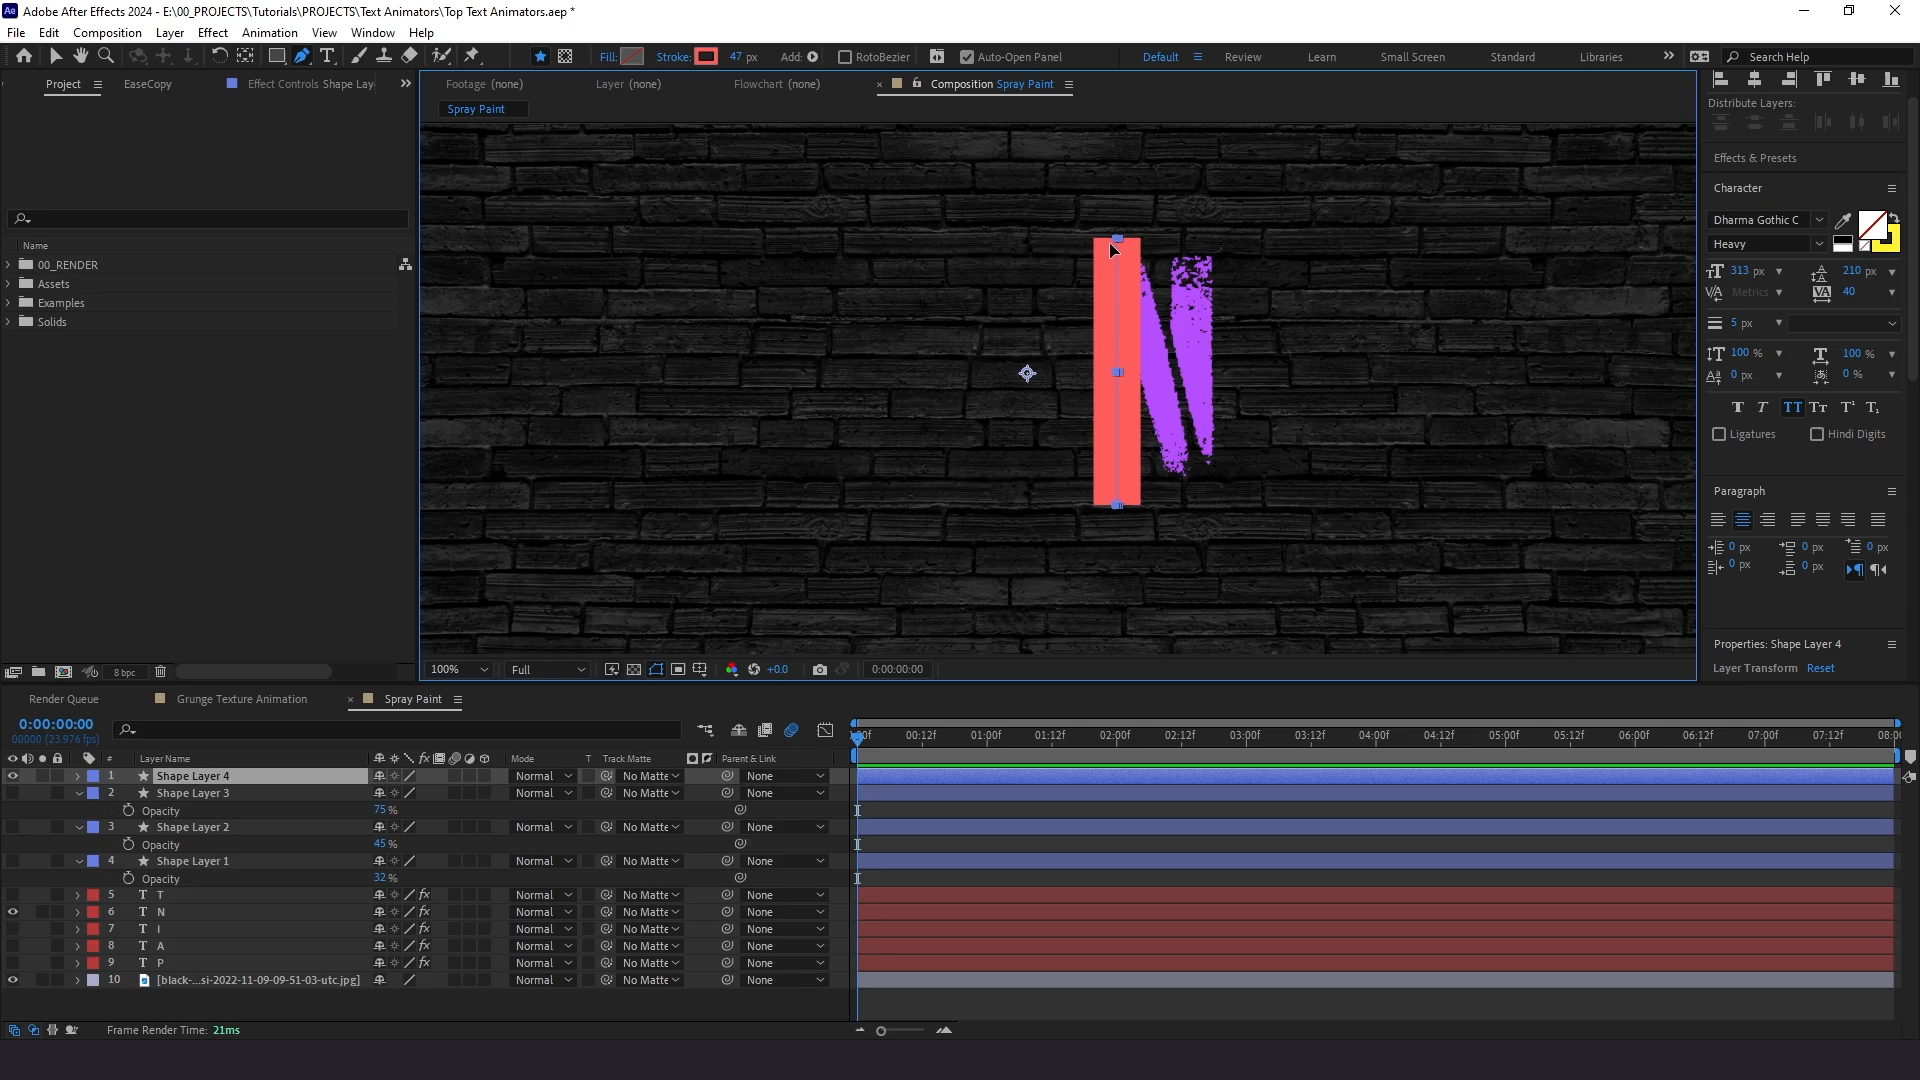 Adobe After Effects 2024 - E:\00_PROJECTS\Tutorials\PROJECTS\Text Animators\Top Text Animators.aep *
File Edit Composition Layer Effect Animation View Window Help
Fill: Stroke: 47 px Add: RotoBezier Auto-Open Panel Default Review Learn Small Screen Standard Libraries Search Help
Project EaseCopy Effect Controls Shape Lay
Footage (none) Layer (none) Flowchart (none) Composition Spray Paint
Spray Paint
Distribute Layers:
Effects & Presets
Character
Dharma Gothic C
Heavy
313 px 210 px
Metrics 40
5 px
100 % 100 %
0 px 0 %
Ligatures Hindi Digits
Paragraph
0 px 0 px 0 px
0 px 0 px
Properties: Shape Layer 4
Layer Transform Reset
Name
00_RENDER
Assets
Examples
Solids
8 bpc
N
100% Full +0.0 0:00:00:00
Render Queue Grunge Texture Animation Spray Paint
0:00:00:00
00000 (23.976 fps)
00f 00:12f 01:00f 01:12f 02:00f 02:12f 03:00f 03:12f 04:00f 04:12f 05:00f 05:12f 06:00f 06:12f 07:00f 07:12f 08:0
# Layer Name Mode T Track Matte Parent & Link
1 Shape Layer 4 Normal No Matte None
2 Shape Layer 3 Normal No Matte None
Opacity 75 %
3 Shape Layer 2 Normal No Matte None
Opacity 45 %
4 Shape Layer 1 Normal No Matte None
Opacity 32 %
5 T T fx Normal No Matte None
6 T N fx Normal No Matte None
7 T I fx Normal No Matte None
8 T A fx Normal No Matte None
9 T P fx Normal No Matte None
10 [black-...si-2022-11-09-09-51-03-utc.jpg] Normal No Matte None
Frame Render Time: 21ms